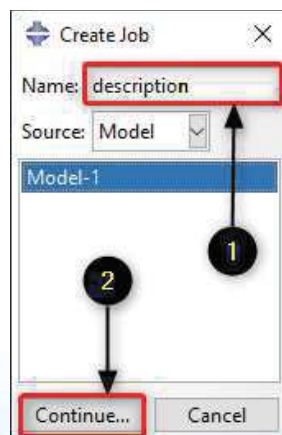 Create Job
Name: description
Source: Model
Model-1
1
2
Continue... Cancel